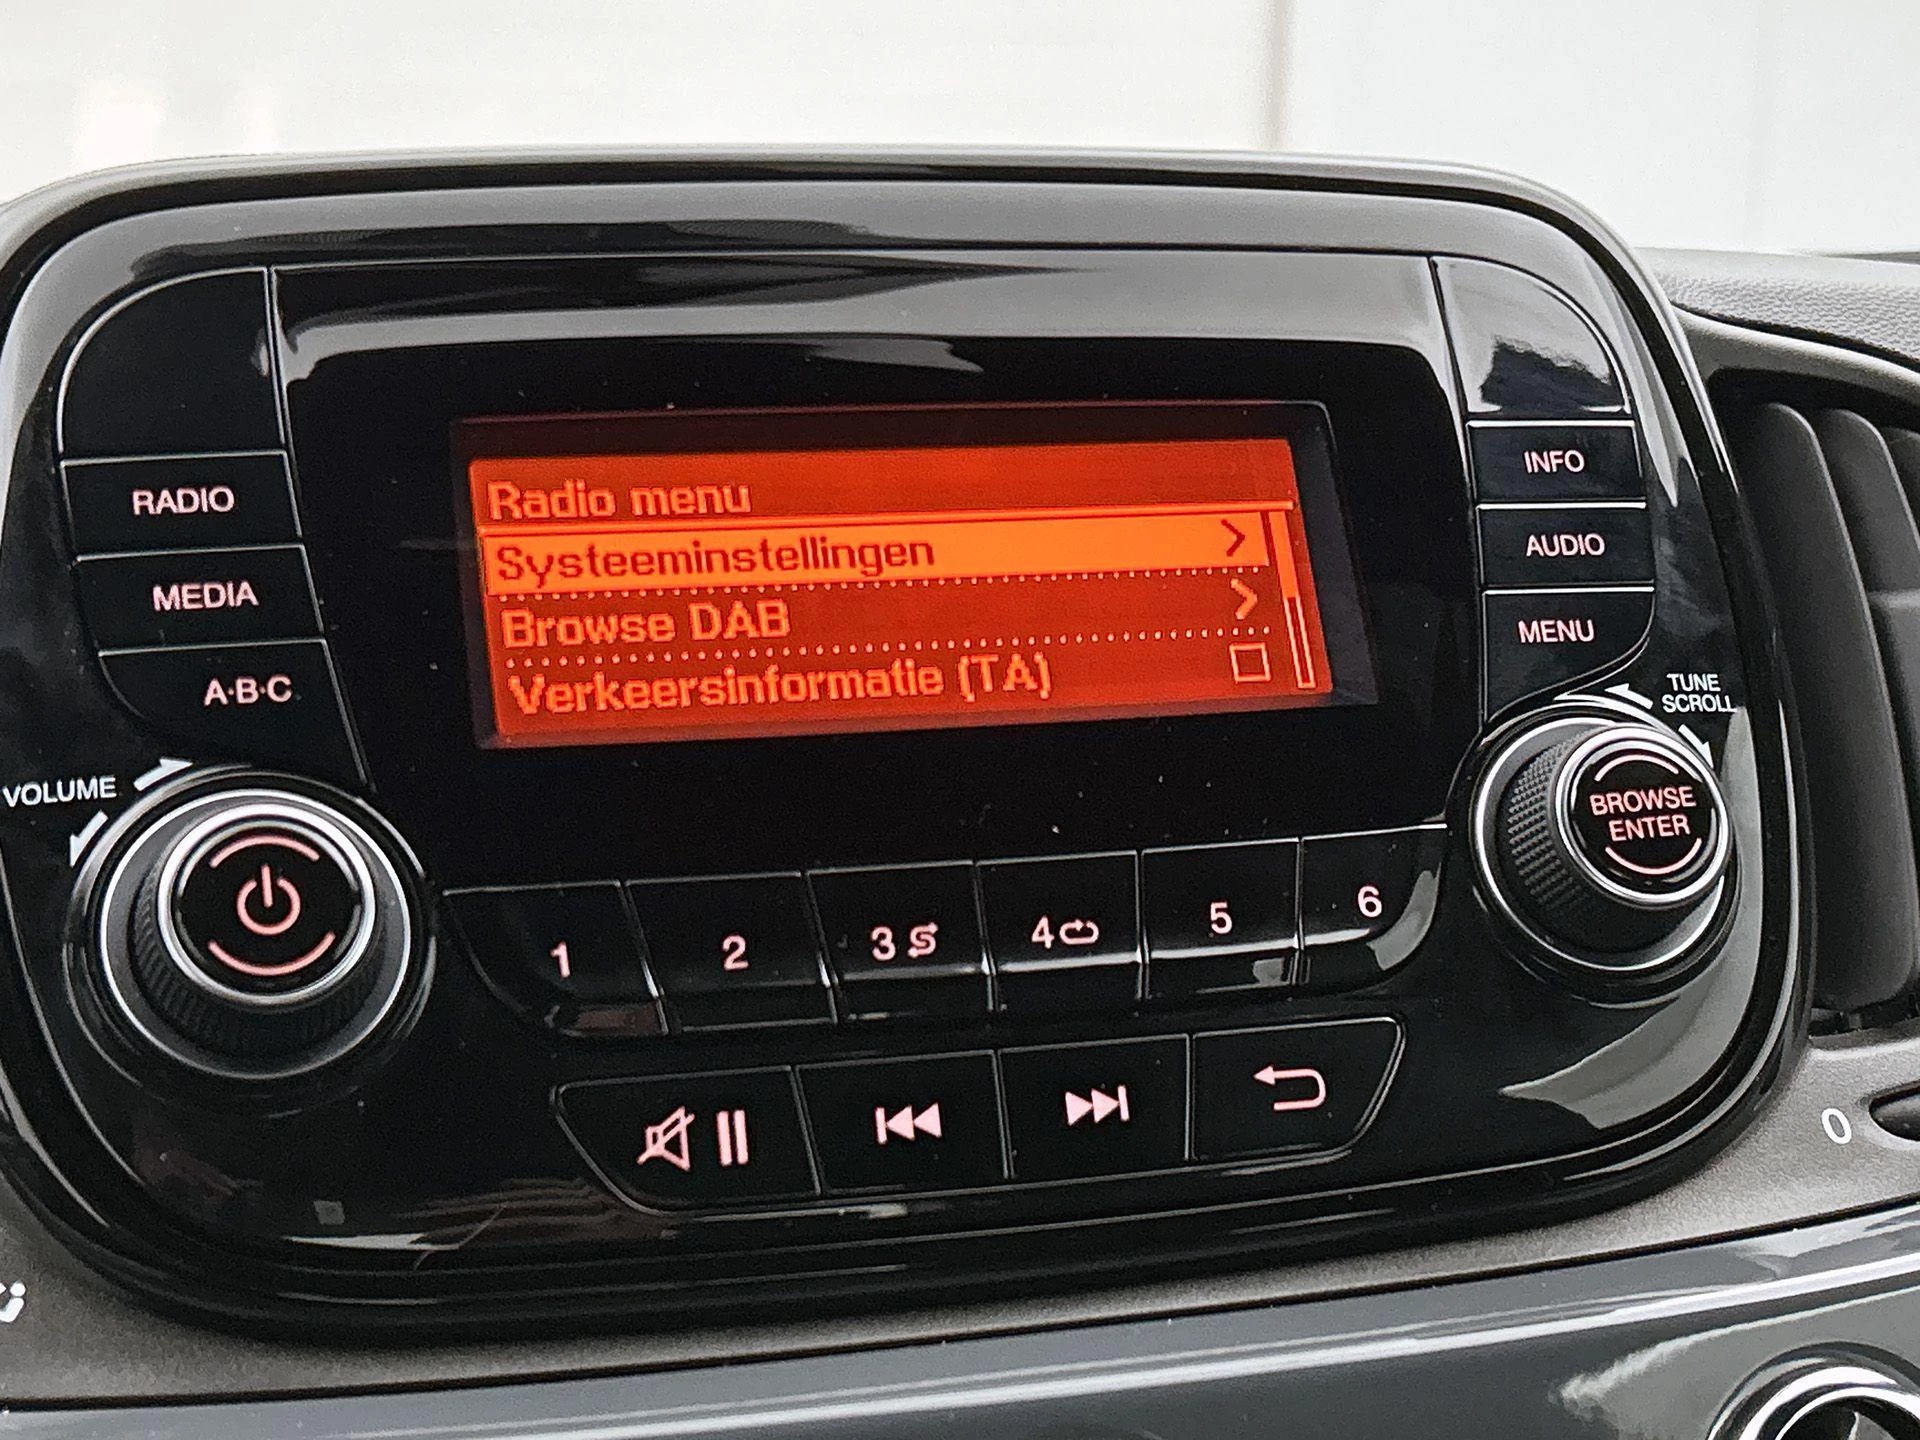 Radio menu
Systeeminstellingen
Browse DAB
Verkeersinformatie (TA)
RADIO
MEDIA
A·B·C
VOLUME
INFO
AUDIO
MENU
TUNE
SCROLL
BROWSE
ENTER
1
2
3
4
5
6
0